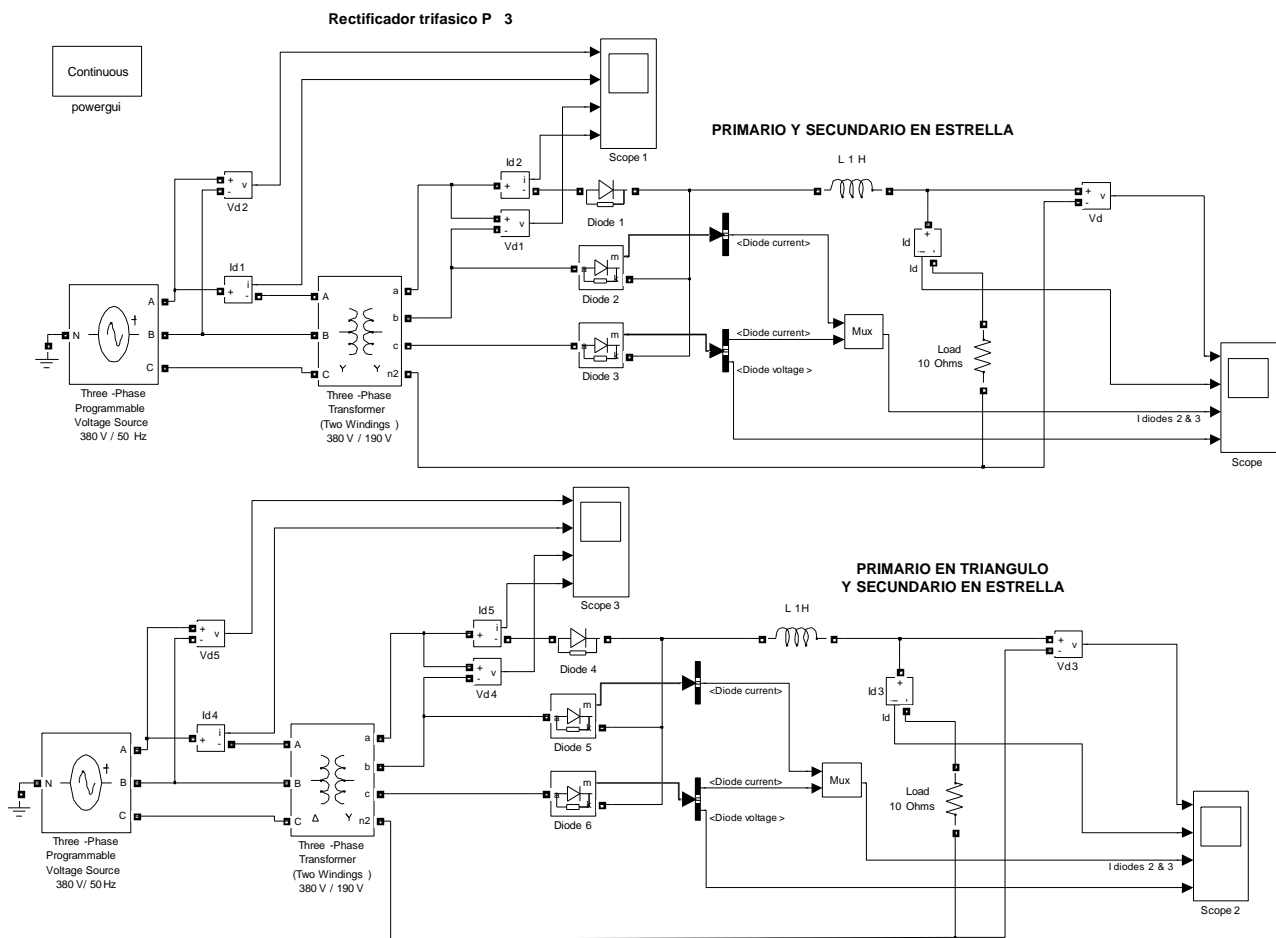 Rectificador trifasico P 3
Continuous
powergui
PRIMARIO Y SECUNDARIO EN ESTRELLA
Scope 1
L 1 H
Id2
+ i -
+ v -
Vd2
Diode 1
+ v -
Vd1
+ v -
Vd
<Diode current>
Id
+ i -
Id
Id1
+ i -
a m k
Diode 2
N A B C
A B C a b c n2
Y Y
a m k
Diode 3
<Diode current>
<Diode voltage>
Mux
Load
10 Ohms
Three -Phase
Programmable
Voltage Source
380 V / 50 Hz
Three -Phase
Transformer
(Two Windings )
380 V / 190 V
I diodes 2 & 3
Scope
PRIMARIO EN TRIANGULO
Y SECUNDARIO EN ESTRELLA
Scope 3
L 1H
Id5
+ i -
+ v -
Vd5
Diode 4
+ v -
Vd4
+ v -
Vd3
<Diode current>
Id3
+ i -
Id
Id4
+ i -
a m k
Diode 5
N A B C
A B C a b c n2
Δ Y
a m k
Diode 6
<Diode current>
<Diode voltage >
Mux
Load
10 Ohms
Three -Phase
Programmable
Voltage Source
380 V/ 50Hz
Three -Phase
Transformer
(Two Windings )
380 V / 190 V
I diodes 2 & 3
Scope 2